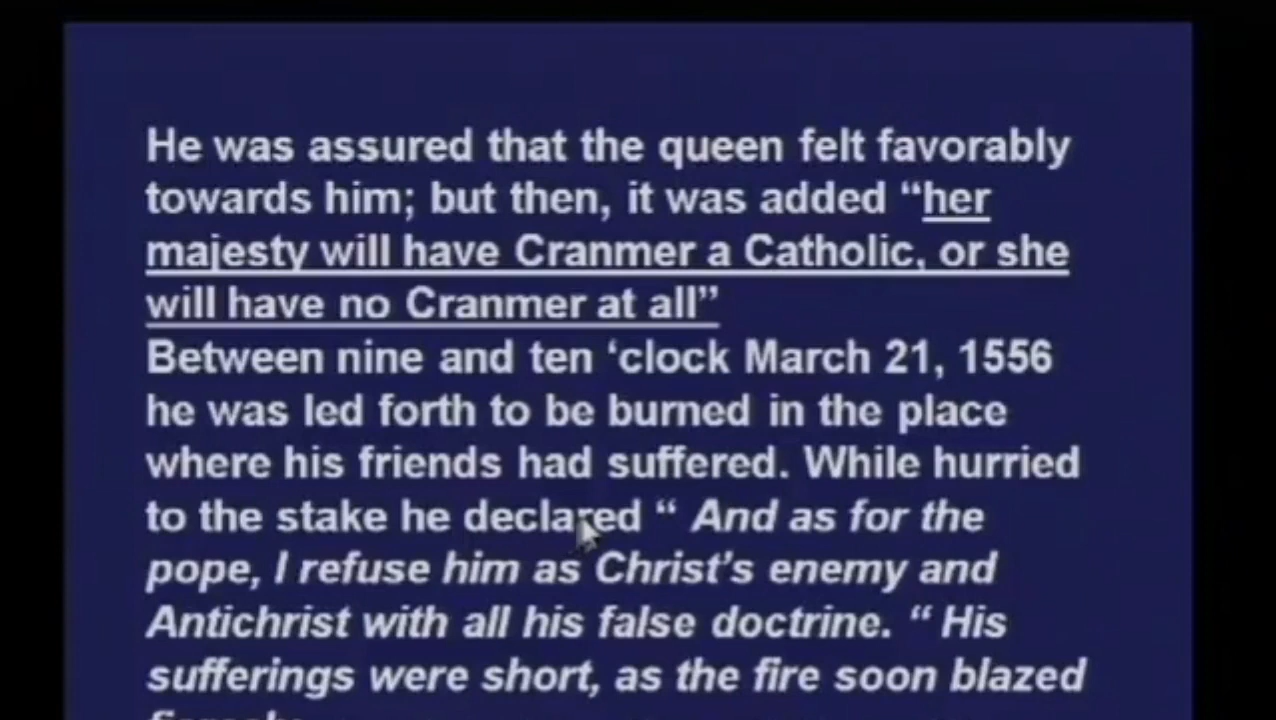 He was assured that the queen felt favorably
towards him; but then, it was added “her
majesty will have Cranmer a Catholic, or she
will have no Cranmer at all”
Between nine and ten ‘clock March 21, 1556
he was led forth to be burned in the place
where his friends had suffered. While hurried
to the stake he declared “ And as for the
pope, I refuse him as Christ’s enemy and
Antichrist with all his false doctrine. “ His
sufferings were short, as the fire soon blazed